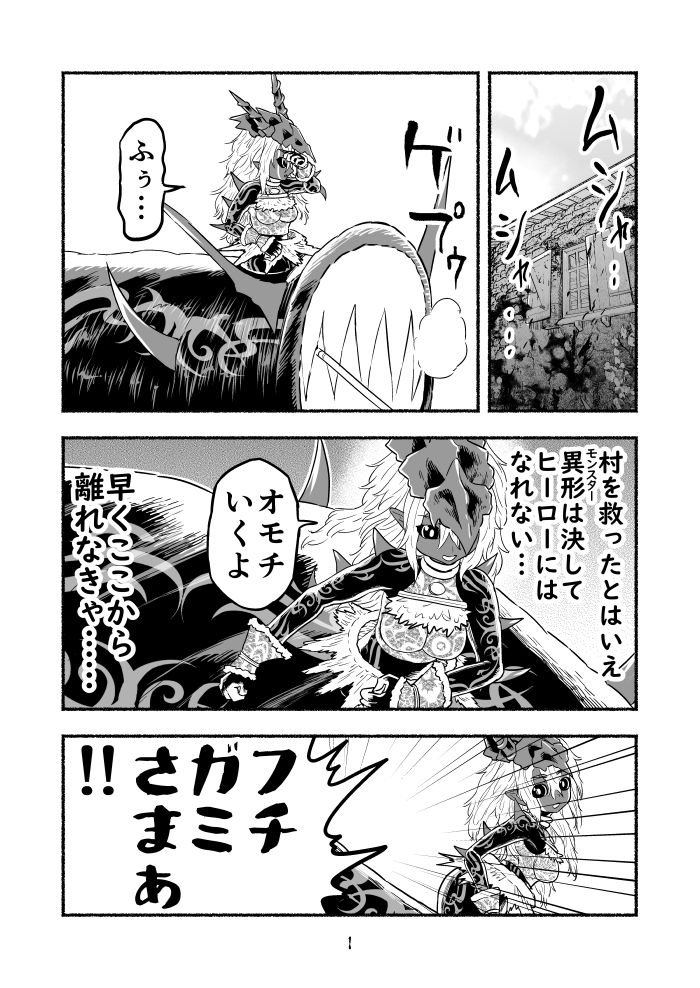 ムシャ…
ムシャ…
ゲプゥ
ふぅ…
村を救ったとはいえ
異形は決して
モンスター
ヒーローには
なれない…
オモチ
いくよ
早くここから
離れなきゃ……
フチ
ガミ
さまぁ
!!
1